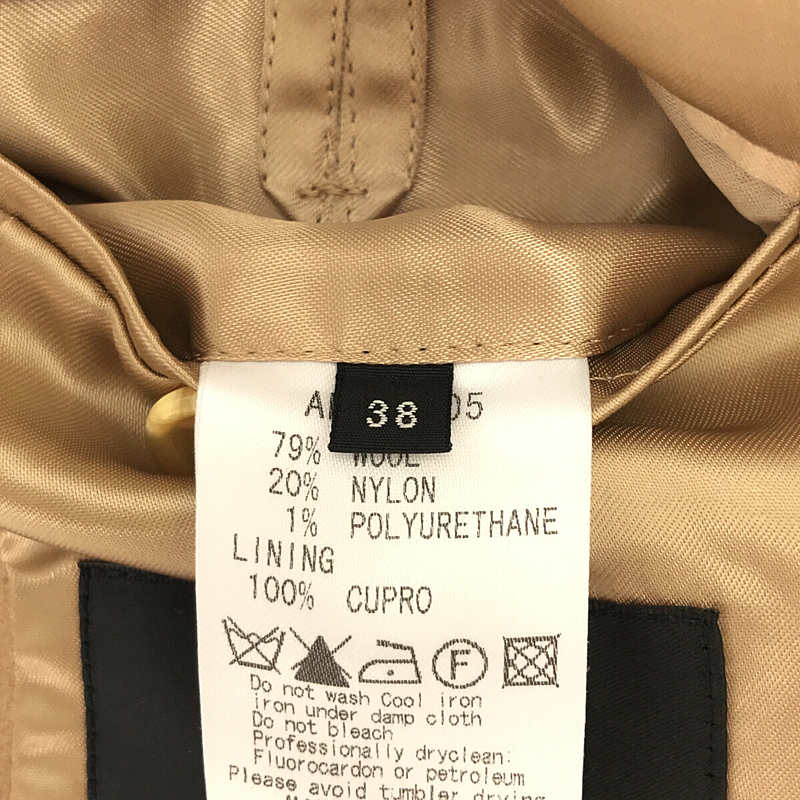 38
79% WOOL
20% NYLON
1% POLYURETHANE
LINING
100% CUPRO
F
Do not wash Cool iron
iron under damp cloth
Do not bleach
Professionally dryclean:
Fluorocardon or petroleum
Please avoid tumbler drying